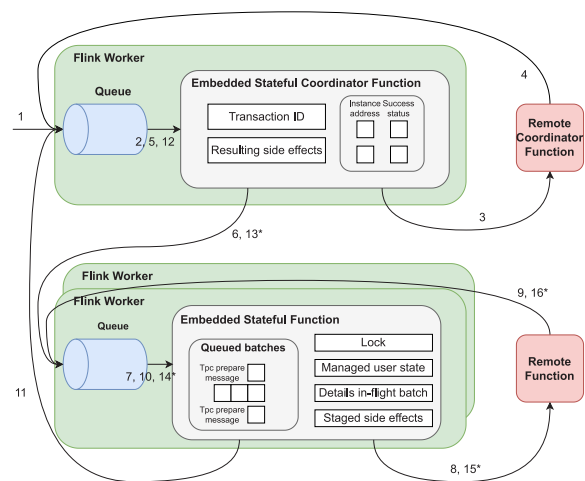 Flink Worker
Embedded Stateful Coordinator Function
Queue
1
2, 5, 12
Transaction ID
Resulting side effects
Instance Success
address status
4
Remote
Coordinator
Function
3
6, 13*
Flink Worker
Flink Worker
Embedded Stateful Function
Queue
7, 10, 14*
Queued batches
Tpc prepare
message
Tpc prepare
message
Lock
Managed user state
Details in-flight batch
Staged side effects
9, 16*
Remote
Function
11
8, 15*